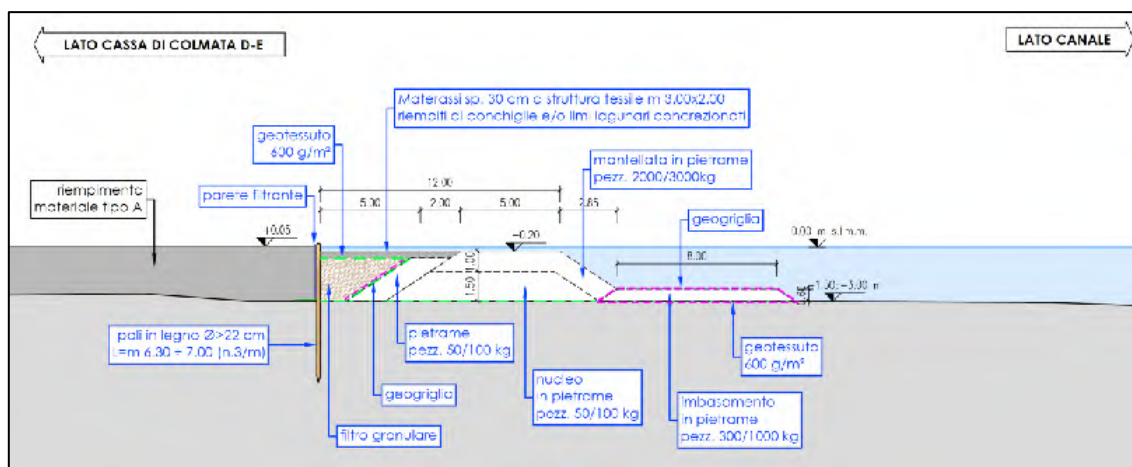 LATO CASSA DI COLMATA D-E
LATO CANALE
Materassi sp. 30 cm a struttura tessile m 3.00x2.00
riempiti di conchiglie e/o limi lagunari concrezionati
geotessuto
600 g/m²
mantellata in pietrame
pezz. 2000/3000kg
riempimento
materiale tipo A
parete filtrante
12.00
5.00
2.00
5.00
2.85
geogriglia
+0.05
-0.20
0.00 m s.l.m.m.
8.00
1.00
1.50
pali in legno Ø>22 cm
L=m 6.30 ÷ 7.00 (n.3/m)
pietrame
pezz. 50/100 kg
geogriglia
filtro granulare
nucleo
in pietrame
pezz. 50/100 kg
geotessuto
600 g/m²
imbasamento
in pietrame
pezz. 300/1000 kg